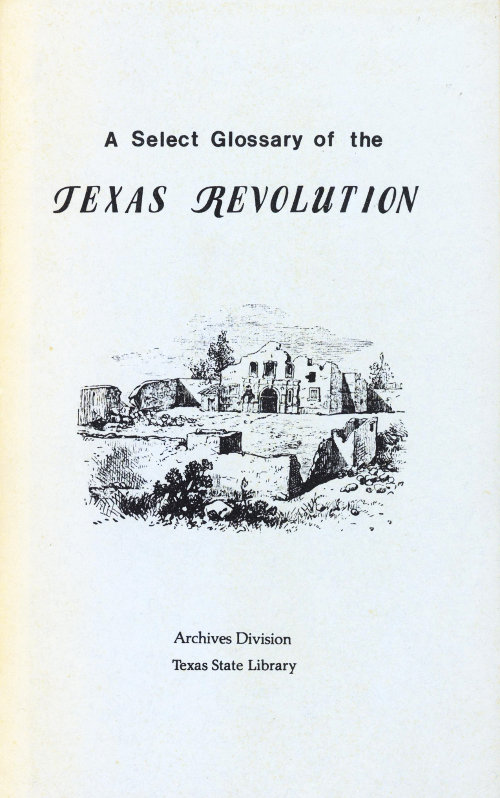 A Select Glossary of the
TEXAS REVOLUTION
Archives Division
Texas State Library